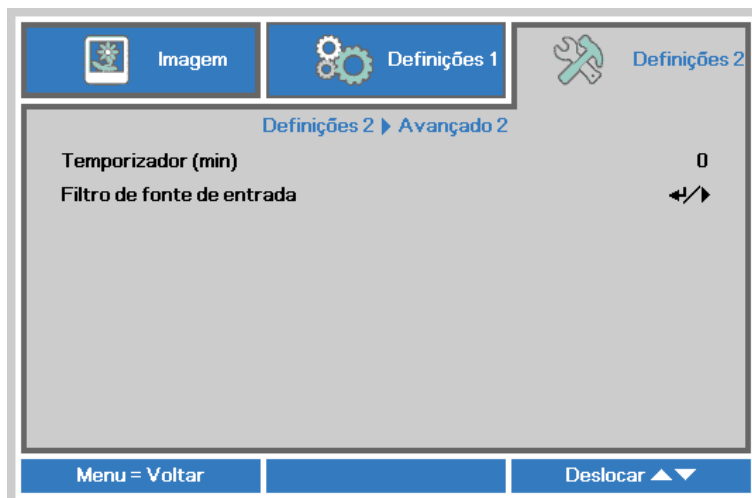 Imagem
Definições 1
Definições 2
Definições 2 ▶ Avançado 2
Temporizador (min) 0
Filtro de fonte de entrada ↵/▶
Menu = Voltar
Deslocar ▲▼